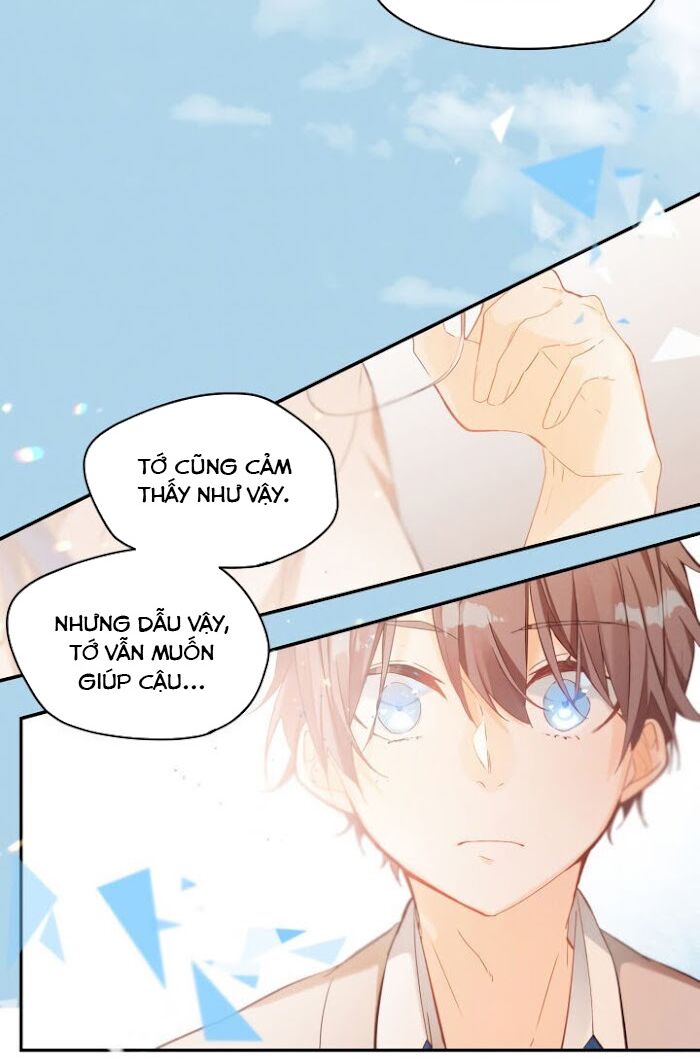 TỚ CŨNG CẢM
THẤY NHƯ VẬY.
NHƯNG DẪU VẬY,
TỚ VẪN MUỐN
GIÚP CẬU...